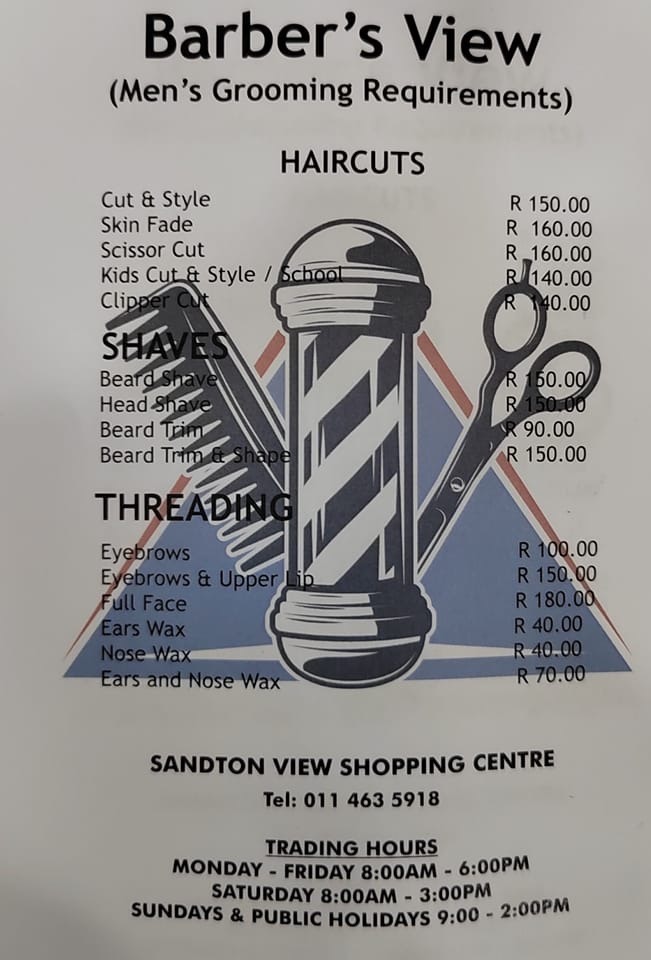 Barber's View
(Men's Grooming Requirements)
HAIRCUTS
Cut & Style R 150.00
Skin Fade R 160.00
Scissor Cut R 160.00
Kids Cut & Style / School R 140.00
Clipper Cut R 140.00
SHAVES
Beard Shave R 150.00
Head Shave R 150.00
Beard Trim R 90.00
Beard Trim & Shape R 150.00
THREADING
Eyebrows R 100.00
Eyebrows & Upper Lip R 150.00
Full Face R 180.00
Ears Wax R 40.00
Nose Wax R 40.00
Ears and Nose Wax R 70.00
SANDTON VIEW SHOPPING CENTRE
Tel: 011 463 5918
TRADING HOURS
MONDAY - FRIDAY 8:00AM - 6:00PM
SATURDAY 8:00AM - 3:00PM
SUNDAYS & PUBLIC HOLIDAYS 9:00 - 2:00PM